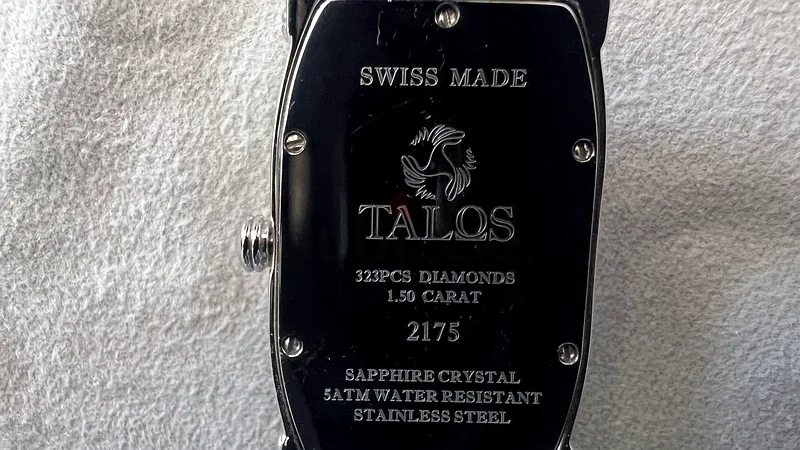 SWISS MADE
TALOS
323PCS DIAMONDS
1.50 CARAT
2175
SAPPHIRE CRYSTAL
5ATM WATER RESISTANT
STAINLESS STEEL